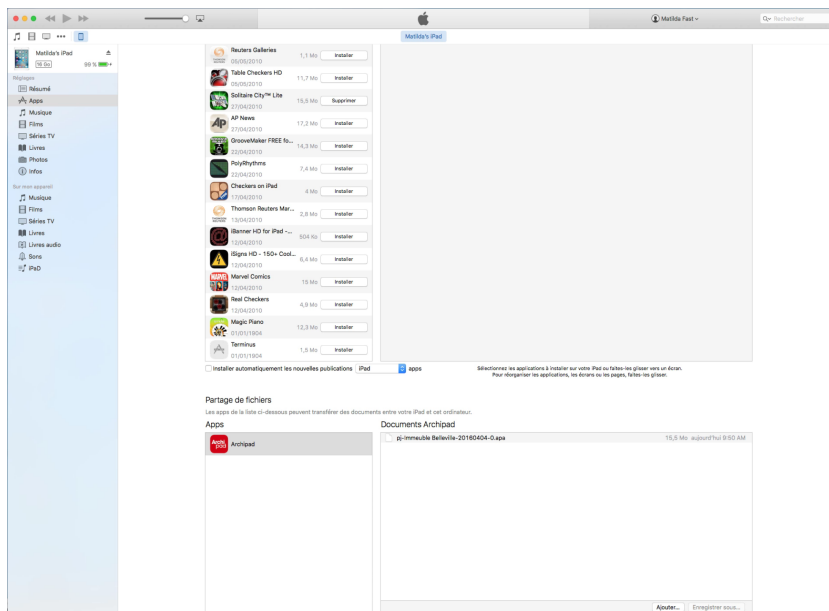 Matilda Fast
Rechercher
Matilda's iPad
Matilda's iPad
16 Go
99 %
Réglages
Résumé
Apps
Musique
Films
Séries TV
Livres
Photos
Infos
Sur mon appareil
Musique
Films
Séries TV
Livres
Livres audio
Sons
iPaD
Reuters Galleries
05/05/2010
1,1 Mo
Installer
Table Checkers HD
05/05/2010
11,7 Mo
Installer
Solitaire City™ Lite
27/04/2010
Supprimer
AP
AP News
27/04/2010
17,2 Mo
Installer
GrooveMaker FREE fo...
22/04/2010
14,3 Mo
Installer
PolyRhythms
22/04/2010
7,4 Mo
Installer
Checkers on iPad
17/04/2010
4 Mo
Installer
Thomson Reuters Mar...
13/04/2010
2,8 Mo
Installer
iBanner HD for iPad -...
12/04/2010
504 Ko
Installer
iSigns HD - 150+ Cool...
12/04/2010
6,4 Mo
Installer
MARVEL
Marvel Comics
12/04/2010
15 Mo
Installer
Real Checkers
12/04/2010
4,9 Mo
Installer
Magic Piano
01/01/1904
12,3 Mo
Installer
Terminus
01/01/1904
1,5 Mo
Installer
Installer automatiquement les nouvelles publications
iPad
apps
Sélectionnez les applications à installer sur votre iPad ou faites-les glisser vers un écran.
Pour réorganiser les applications, les écrans ou les pages, faites-les glisser.
Partage de fichiers
Les apps de la liste ci-dessous peuvent transférer des documents entre votre iPad et cet ordinateur.
Apps
Documents Archipad
Archi
pad
Archipad
pj-Immeuble Belleville-20160404-0.apa
15,5 Mo
aujourd'hui 9:50 AM
Ajouter...
Enregistrer sous...